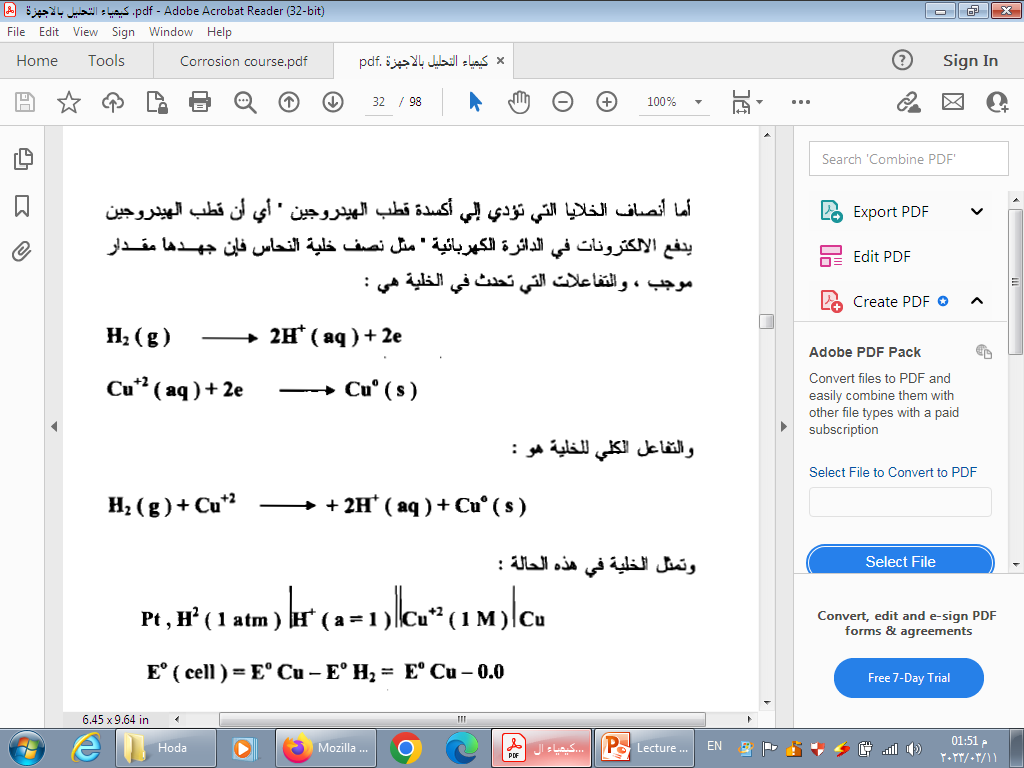 كيمياء التحليل بالاجهزة .pdf - Adobe Acrobat Reader (32-bit)
File Edit View Sign Window Help
Home Tools Corrosion course.pdf كيمياء التحليل بالاجهزة .pdf × ? Sign In
32 / 98 100%
أما أنصاف الخلايا التي تؤدي إلي أكسدة قطب الهيدروجين " أي أن قطب الهيدروجين
يدفع الالكترونات في الدائرة الكهربائية " مثل نصف خلية النحاس فإن جهـدها مقـدار
موجب ، والتفاعلات التي تحدث في الخلية هي :
H₂ ( g ) ⟶ 2H⁺ ( aq ) + 2e
Cu⁺² ( aq ) + 2e ⟶ Cuº ( s )
والتفاعل الكلي للخلية هو :
H₂ ( g ) + Cu⁺² ⟶ + 2H⁺ ( aq ) + Cuº ( s )
وتمثل الخلية في هذه الحالة :
Pt , H² ( 1 atm ) | H⁺ ( a = 1 ) || Cu⁺² ( 1 M ) | Cu
Eº ( cell ) = Eº Cu – Eº H₂ = Eº Cu – 0.0
6.45 x 9.64 in
Search 'Combine PDF'
Export PDF
Edit PDF
Create PDF
Adobe PDF Pack
Convert files to PDF and
easily combine them with
other file types with a paid
subscription
Select File to Convert to PDF
Select File
Convert, edit and e-sign PDF
forms & agreements
Free 7-Day Trial
Hoda Mozilla ... كيمياء ال... Lecture ... EN 01:51 م
٢٠٢٣/٠٣/١١